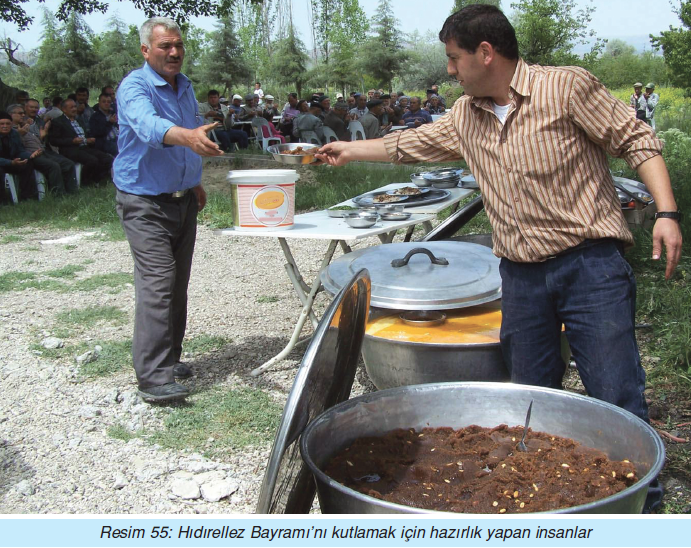 Resim 55: Hıdırellez Bayramı’nı kutlamak için hazırlık yapan insanlar